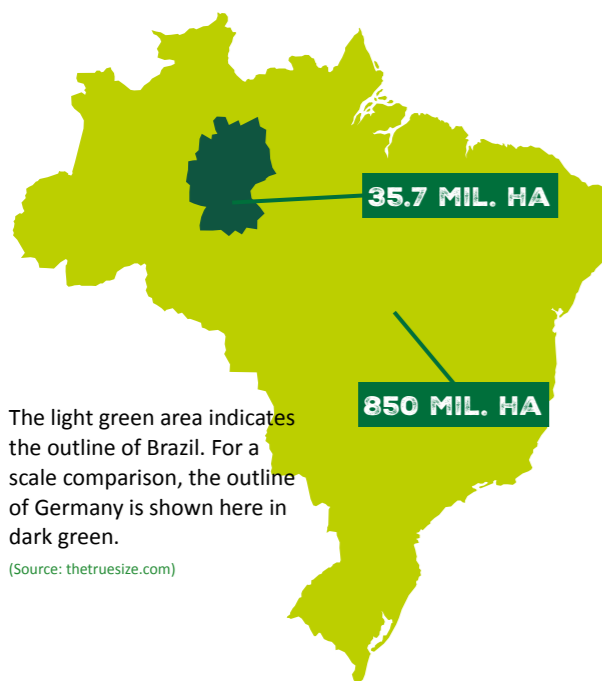 35.7 MIL. HA
850 MIL. HA
The light green area indicates
the outline of Brazil. For a
scale comparison, the outline
of Germany is shown here in
dark green.
(Source: thetruesize.com)